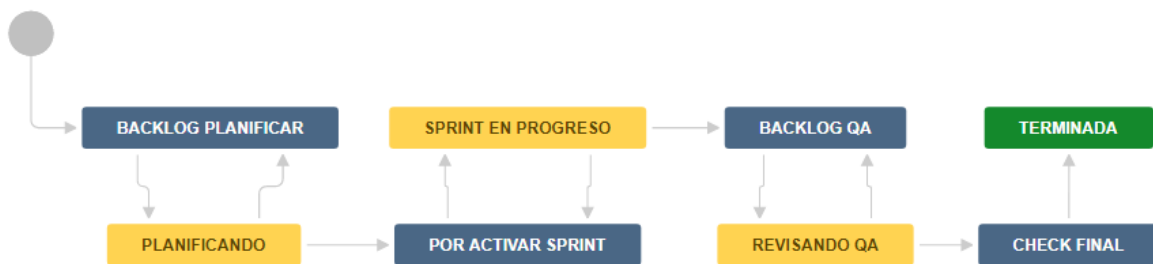 BACKLOG PLANIFICAR
SPRINT EN PROGRESO
BACKLOG QA
TERMINADA
PLANIFICANDO
POR ACTIVAR SPRINT
REVISANDO QA
CHECK FINAL